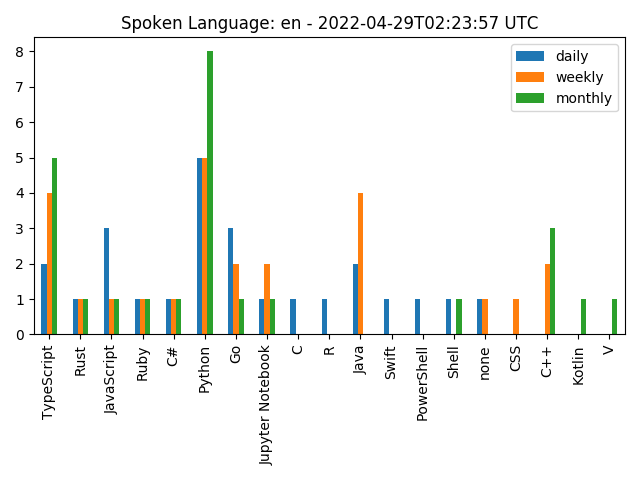 Spoken Language: en - 2022-04-29T02:23:57 UTC
daily
weekly
monthly
8
7
6
5
4
3
2
1
0
TypeScript
Rust
JavaScript
Ruby
C#
Python
Go
Jupyter Notebook
C
R
Java
Swift
PowerShell
Shell
none
CSS
C++
Kotlin
V